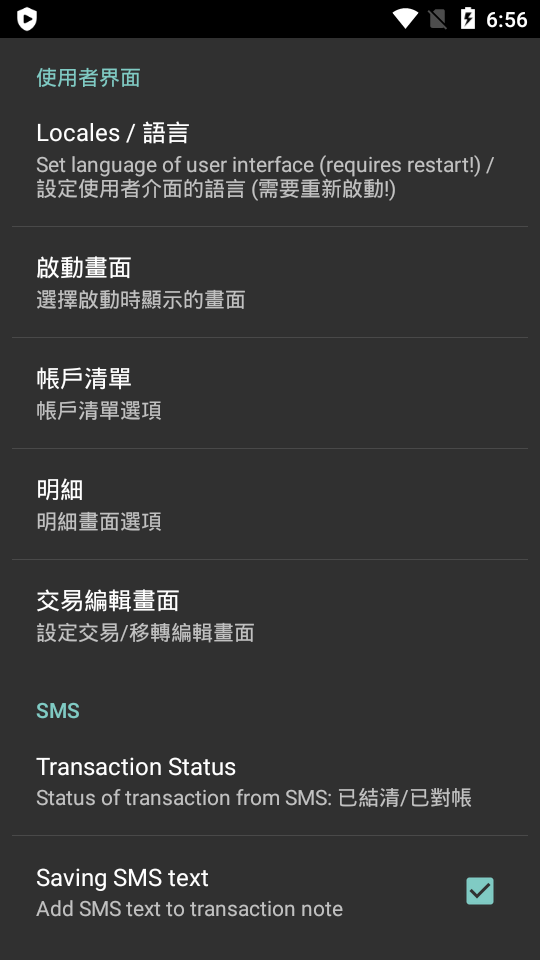 6:56
使用者界面
Locales / 語言
Set language of user interface (requires restart!) /
設定使用者介面的語言 (需要重新啟動!)
啟動畫面
選擇啟動時顯示的畫面
帳戶清單
帳戶清單選項
明細
明細畫面選項
交易編輯畫面
設定交易/移轉編輯畫面
SMS
Transaction Status
Status of transaction from SMS: 已結清/已對帳
Saving SMS text
Add SMS text to transaction note